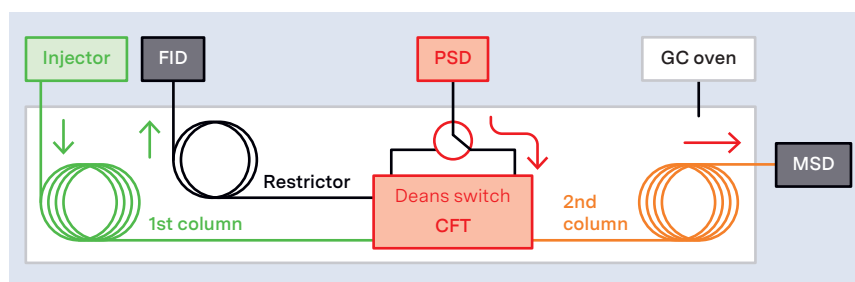 Injector
FID
PSD
GC oven
MSD
Restrictor
Deans switch
CFT
1st column
2nd
column